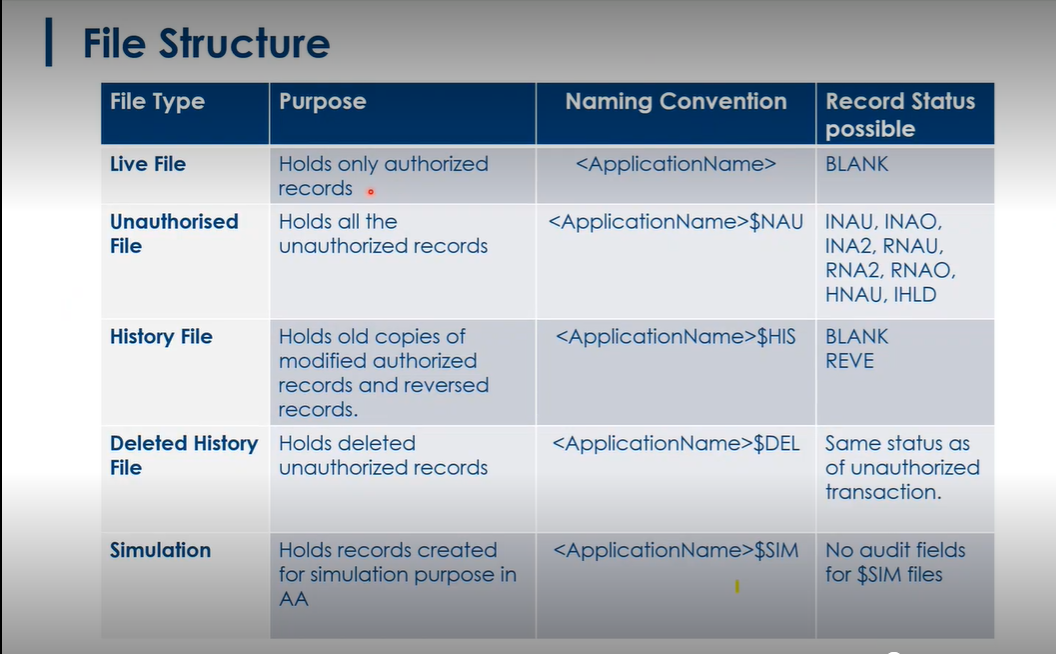 File Structure
File Type
Purpose
Naming Convention
Record Status
possible
Live File
Holds only authorized
records
<ApplicationName>
BLANK
Unauthorised
File
Holds all the
unauthorized records
<ApplicationName>$NAU
INAU, INAO,
INA2, RNAU,
RNA2, RNAO,
HNAU, IHLD
History File
Holds old copies of
modified authorized
records and reversed
records.
<ApplicationName>$HIS
BLANK
REVE
Deleted History
File
Holds deleted
unauthorized records
<ApplicationName>$DEL
Same status as
of unauthorized
transaction.
Simulation
Holds records created
for simulation purpose in
AA
<ApplicationName>$SIM
No audit fields
for $SIM files